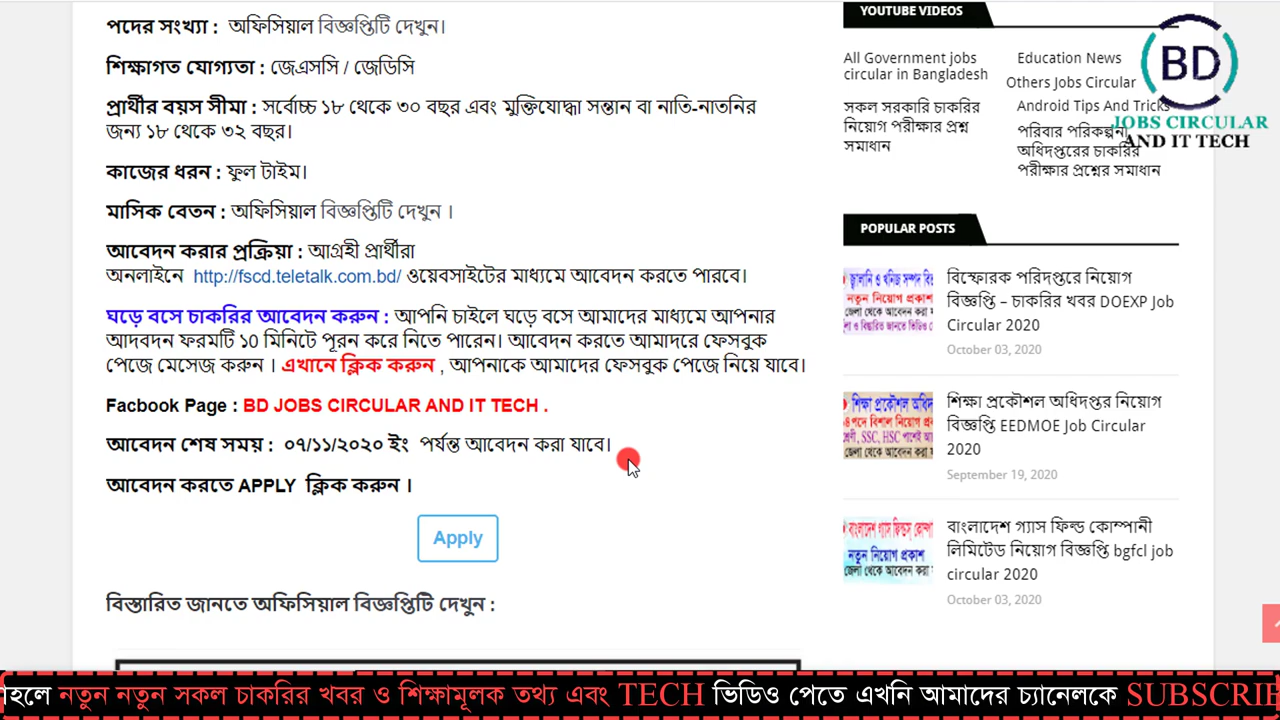 পদের সংখ্যা :  অফিসিয়াল বিজ্ঞপ্তিটি দেখুন।
শিক্ষাগত যোগ্যতা : জেএসসি / জেডিসি
প্রার্থীর বয়স সীমা : সর্বোচ্চ ১৮ থেকে ৩০ বছর এবং মুক্তিযোদ্ধা সন্তান বা নাতি-নাতনির
জন্য ১৮ থেকে ৩২ বছর।
কাজের ধরন : ফুল টাইম।
মাসিক বেতন : অফিসিয়াল বিজ্ঞপ্তিটি দেখুন ।
আবেদন করার প্রক্রিয়া : আগ্রহী প্রার্থীরা
অনলাইনে  http://fscd.teletalk.com.bd/ ওয়েবসাইটের মাধ্যমে আবেদন করতে পারবে।
ঘড়ে বসে চাকরির আবেদন করুন : আপনি চাইলে ঘড়ে বসে আমাদের মাধ্যমে আপনার
আদবদন ফরমটি ১০ মিনিটে পূরন করে নিতে পারেন। আবেদন করতে আমাদরে ফেসবুক
পেজে মেসেজ করুন । এখানে ক্লিক করুন , আপনাকে আমাদের ফেসবুক পেজে নিয়ে যাবে।
Facbook Page : BD JOBS CIRCULAR AND IT TECH .
আবেদন শেষ সময় :  ০৭/১১/২০২০ ইং  পর্যন্ত আবেদন করা যাবে।
আবেদন করতে APPLY  ক্লিক করুন ।
Apply
বিস্তারিত জানতে অফিসিয়াল বিজ্ঞপ্তিটি দেখুন :
YOUTUBE VIDEOS
All Government jobs
circular in Bangladesh
সকল সরকারি চাকরির
নিয়োগ পরীক্ষার প্রশ্ন
সমাধান
Education News
Others Jobs Circular
Android Tips And Tricks
পরিবার পরিকল্পনা
অধিদপ্তরের চাকরির
পরীক্ষার প্রশ্নের সমাধান
BD
JOBS CIRCULAR
AND IT TECH
POPULAR POSTS
বিস্ফোরক পরিদপ্তরে নিয়োগ
বিজ্ঞপ্তি – চাকরির খবর DOEXP Job
Circular 2020
October 03, 2020
শিক্ষা প্রকৌশল অধিদপ্তর নিয়োগ
বিজ্ঞপ্তি EEDMOE Job Circular
2020
September 19, 2020
বাংলাদেশ গ্যাস ফিল্ড কোম্পানী
লিমিটেড নিয়োগ বিজ্ঞপ্তি bgfcl job
circular 2020
October 03, 2020
নতুন নতুন সকল চাকরির খবর ও শিক্ষামূলক তথ্য এবং TECH ভিডিও পেতে এখনি আমাদের চ্যানেলকে